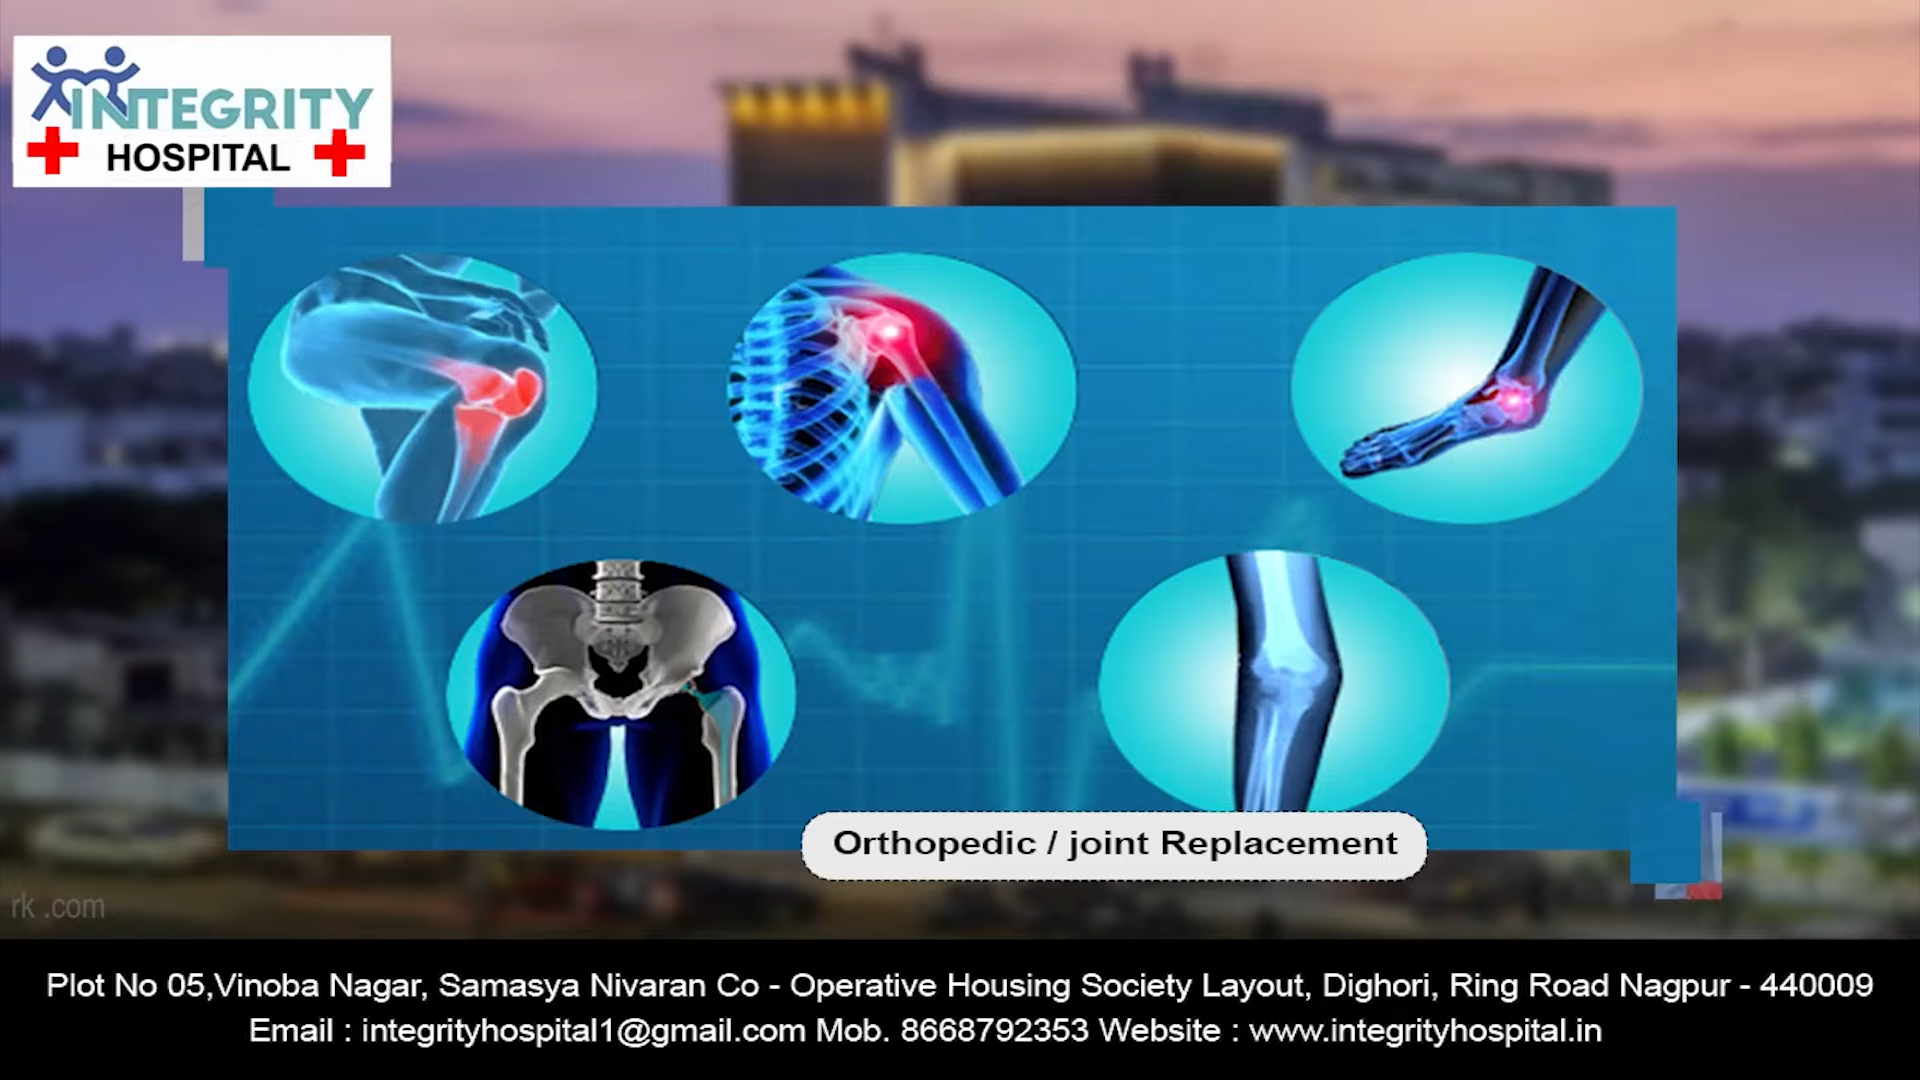 INTEGRITY
HOSPITAL
Orthopedic / joint Replacement
rk .com
Plot No 05,Vinoba Nagar, Samasya Nivaran Co - Operative Housing Society Layout, Dighori, Ring Road Nagpur - 440009
Email : integrityhospital1@gmail.com Mob. 8668792353 Website : www.integrityhospital.in